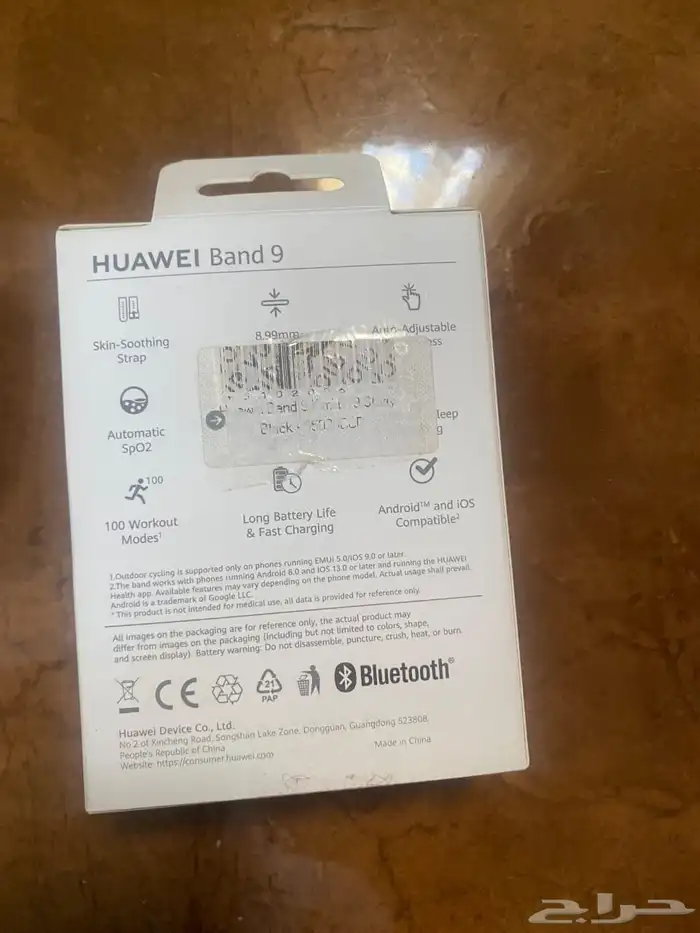 HUAWEI Band 9
Skin-Soothing
Strap
8.99mm
Auto-Adjustable
Automatic
SpO2
100
100 Workout
Modes¹
Long Battery Life
& Fast Charging
Android™ and iOS
Compatible²
1.Outdoor cycling is supported only on phones running EMUI 5.0/iOS 9.0 or later.
2.The band works with phones running Android 8.0 and iOS 13.0 or later and running the HUAWEI
Health app. Available features may vary depending on the phone model. Actual usage shall prevail.
Android is a trademark of Google LLC.
* This product is not intended for medical use, all data is provided for reference only.
All images on the packaging are for reference only, the actual product may
differ from images on the packaging (including but not limited to colors, shape,
and screen display). Battery warning: Do not disassemble, puncture, crush, heat, or burn.
CE
21
PAP
Bluetooth®
Huawei Device Co., Ltd.
No.2 of Xincheng Road, Songshan Lake Zone, Dongguan, Guangdong 523808,
People's Republic of China
Website: https://consumer.huawei.com
Made in China
حراج